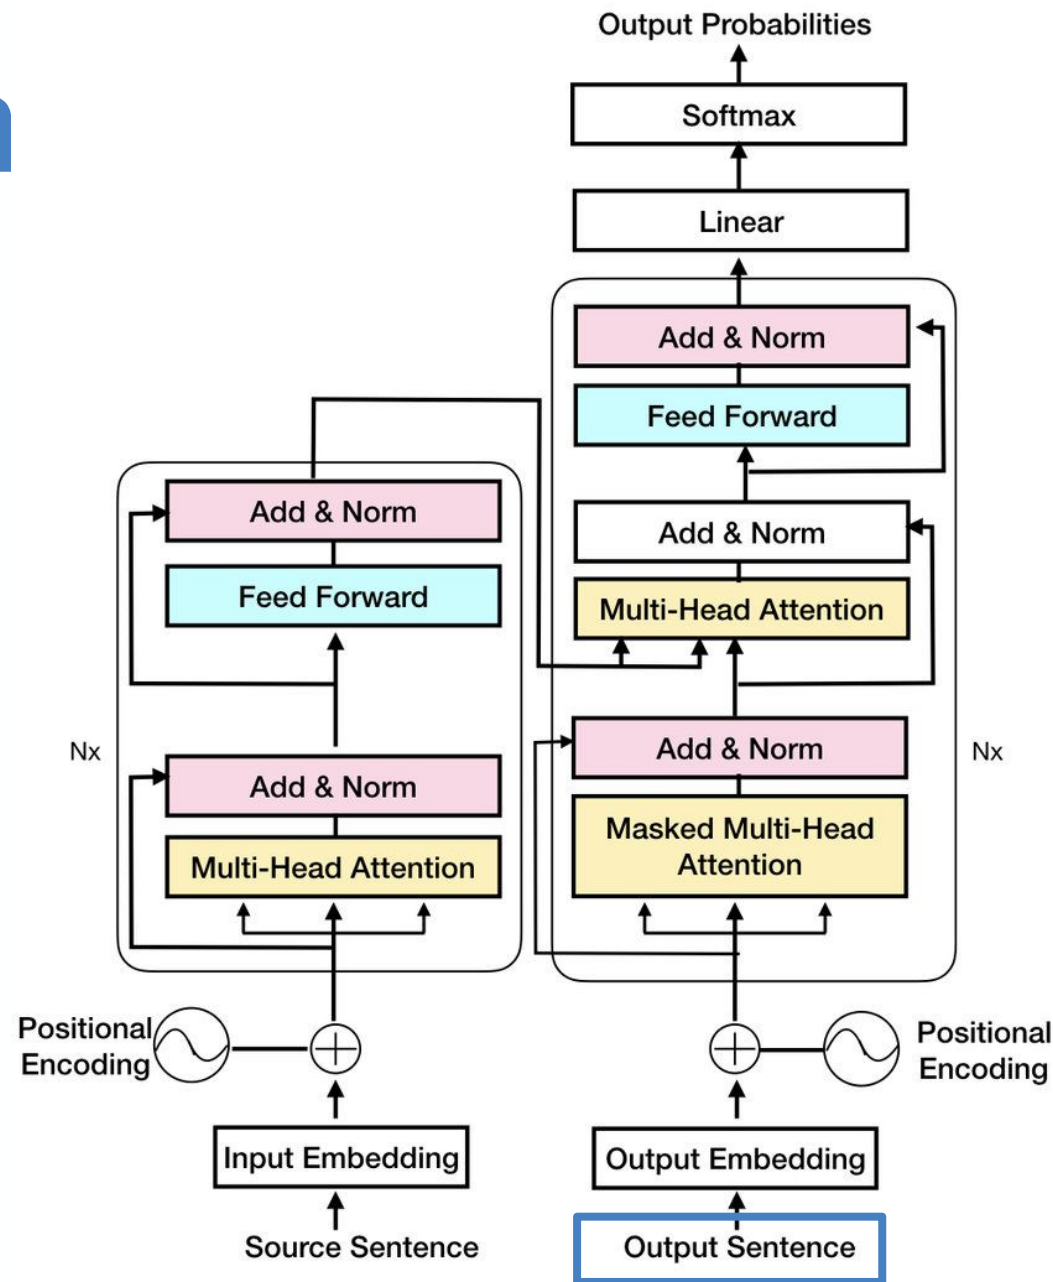 Output Probabilities
Softmax
Linear
Add & Norm
Feed Forward
Add & Norm
Multi-Head Attention
Add & Norm
Masked Multi-Head
Attention
Nx
Positional
Encoding
Output Embedding
Output Sentence
Add & Norm
Feed Forward
Nx
Add & Norm
Multi-Head Attention
Positional
Encoding
Input Embedding
Source Sentence